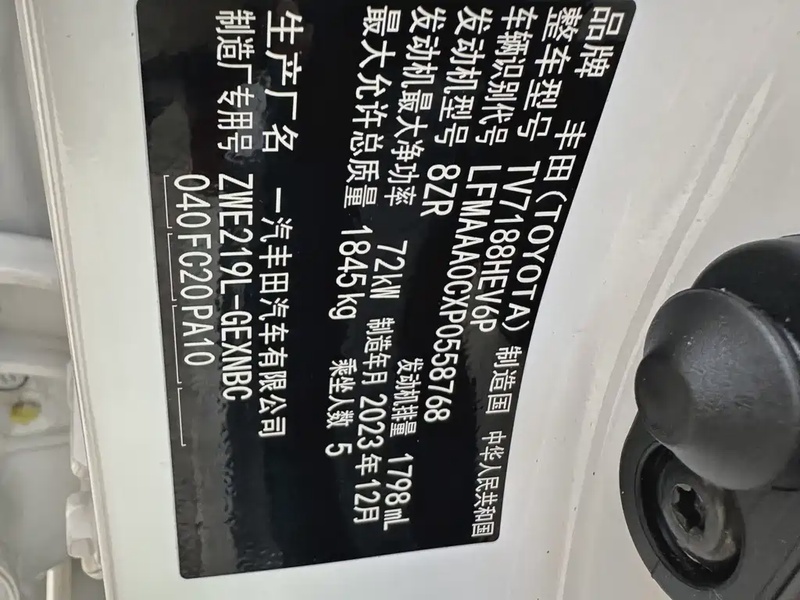 品牌 丰田(TOYOTA) 制造国 中华人民共和国
整车型号 TV7188HEV6P
车辆识别代号 LFMAAA0CXP0558768
发动机型号 8ZR 发动机排量 1798mL
发动机最大净功率 72kW 制造年月 2023年12月
最大允许总质量 1845kg 乘坐人数 5
生产厂名 一汽丰田汽车有限公司
制造厂专用号 ZWE219L-GEXNBC
040FC20PA10